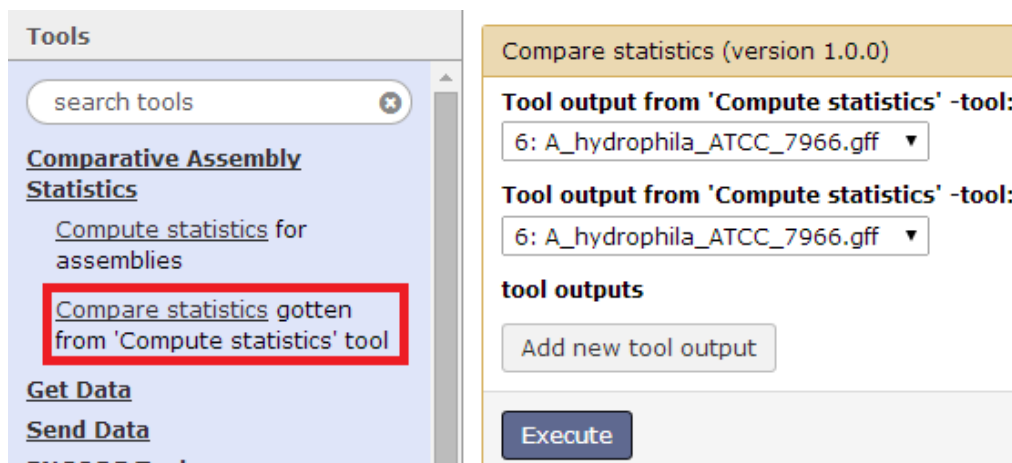 Tools
search tools
Comparative Assembly
Statistics
Compute statistics for
assemblies
Compare statistics gotten
from 'Compute statistics' tool
Get Data
Send Data
Compare statistics (version 1.0.0)
Tool output from 'Compute statistics' -tool:
6: A_hydrophila_ATCC_7966.gff
Tool output from 'Compute statistics' -tool:
6: A_hydrophila_ATCC_7966.gff
tool outputs
Add new tool output
Execute